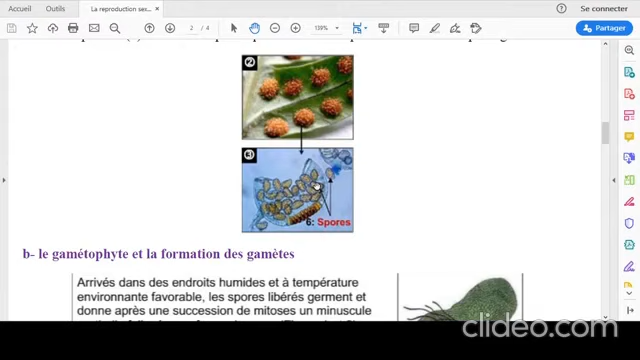 Accueil
Outils
La reproduction sex...
Se connecter
2 / 4
139%
Partager
2
3
6: Spores
b- le gamétophyte et la formation des gamètes
Arrivés dans des endroits humides et à température
environnante favorable, les spores libérés germent et
donne après une succession de mitoses un minuscule
clideo.com